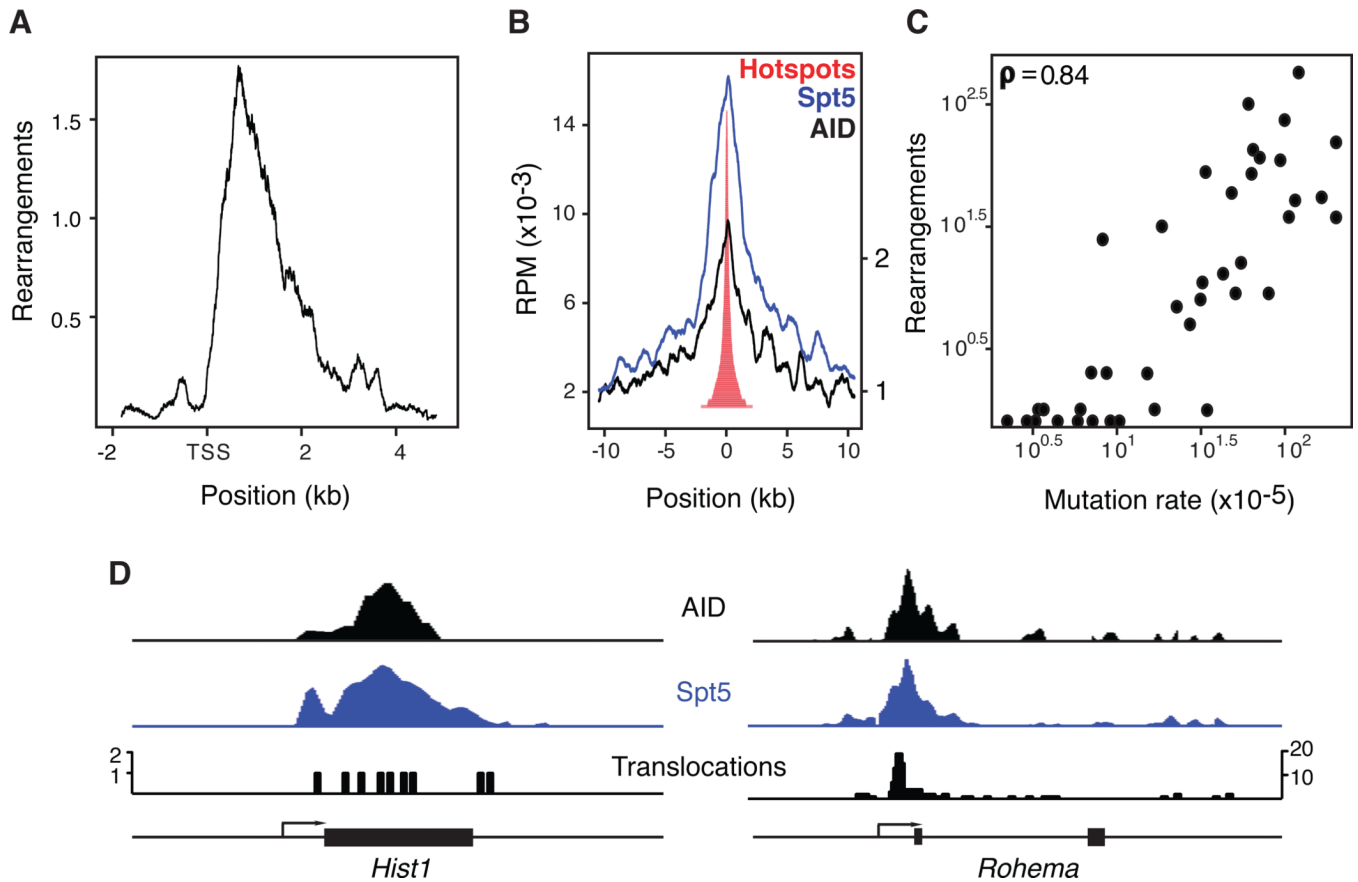 A
Rearrangements
1.5
1.0
0.5
-2 TSS 2 4
Position (kb)
B
Hotspots
Spt5
AID
RPM (x10-3)
14
10
6
2
2
1
-10 -5 0 5 10
Position (kb)
C
ρ = 0.84
Rearrangements
10^2.5
10^1.5
10^0.5
10^0.5 10^1 10^1.5 10^2
Mutation rate (x10^-5)
D
AID
Spt5
Translocations
2
1
20
10
Hist1
Rohema